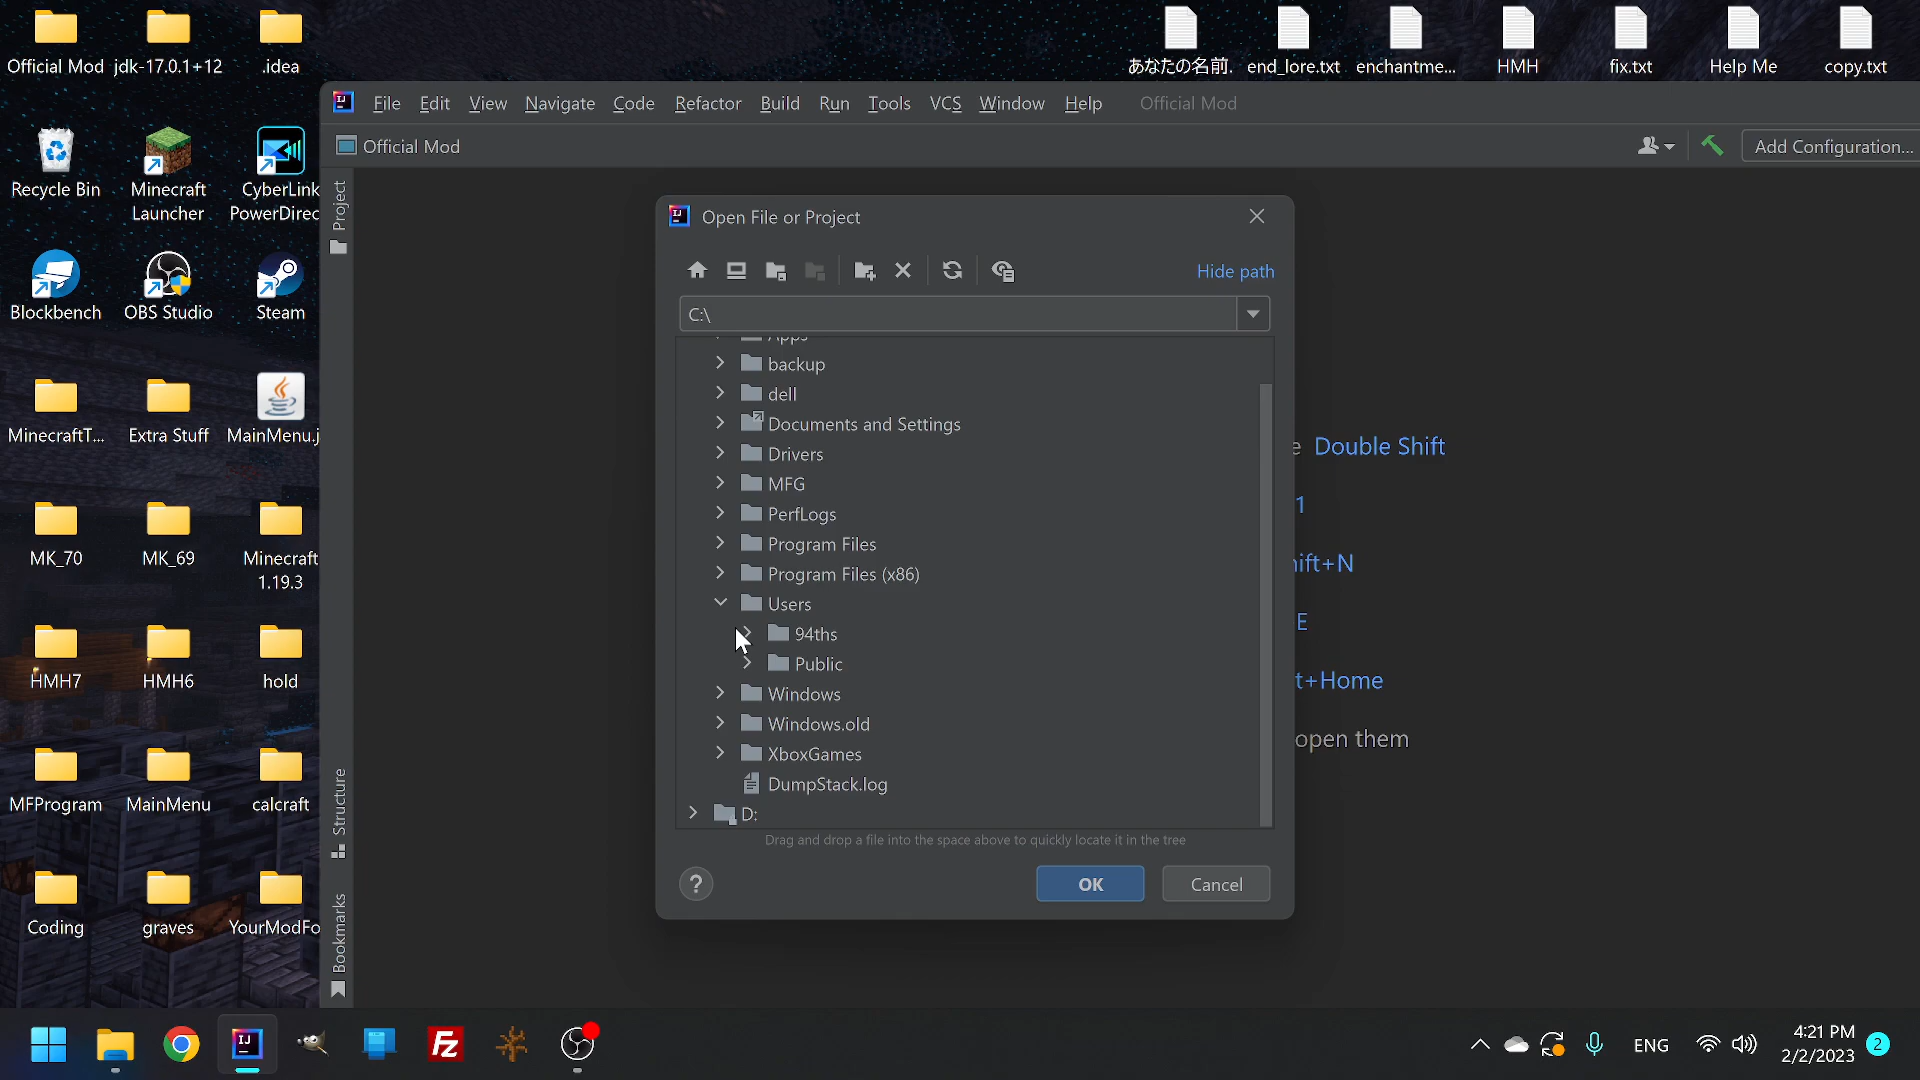 Official Mod
jdk-17.0.1+12
.idea
あなたの名前.
end_lore.txt
enchantme...
HMH
fix.txt
Help Me
copy.txt
File Edit View Navigate Code Refactor Build Run Tools VCS Window Help Official Mod
Official Mod
Add Configuration...
Recycle Bin
Minecraft
Launcher
CyberLink
PowerDirec
Blockbench
OBS Studio
Steam
MinecraftT...
Extra Stuff
MainMenu.j
MK_70
MK_69
Minecraft
1.19.3
HMH7
HMH6
hold
MFProgram
MainMenu
calcraft
Coding
graves
YourModFo
Project
Structure
Bookmarks
Open File or Project
Hide path
C:\
Apps
backup
dell
Documents and Settings
Drivers
MFG
PerfLogs
Program Files
Program Files (x86)
Users
94ths
Public
Windows
Windows.old
XboxGames
DumpStack.log
D:
Drag and drop a file into the space above to quickly locate it in the tree
?
OK
Cancel
e Double Shift
1
hift+N
E
t+Home
open them
ENG
4:21 PM
2/2/2023
2